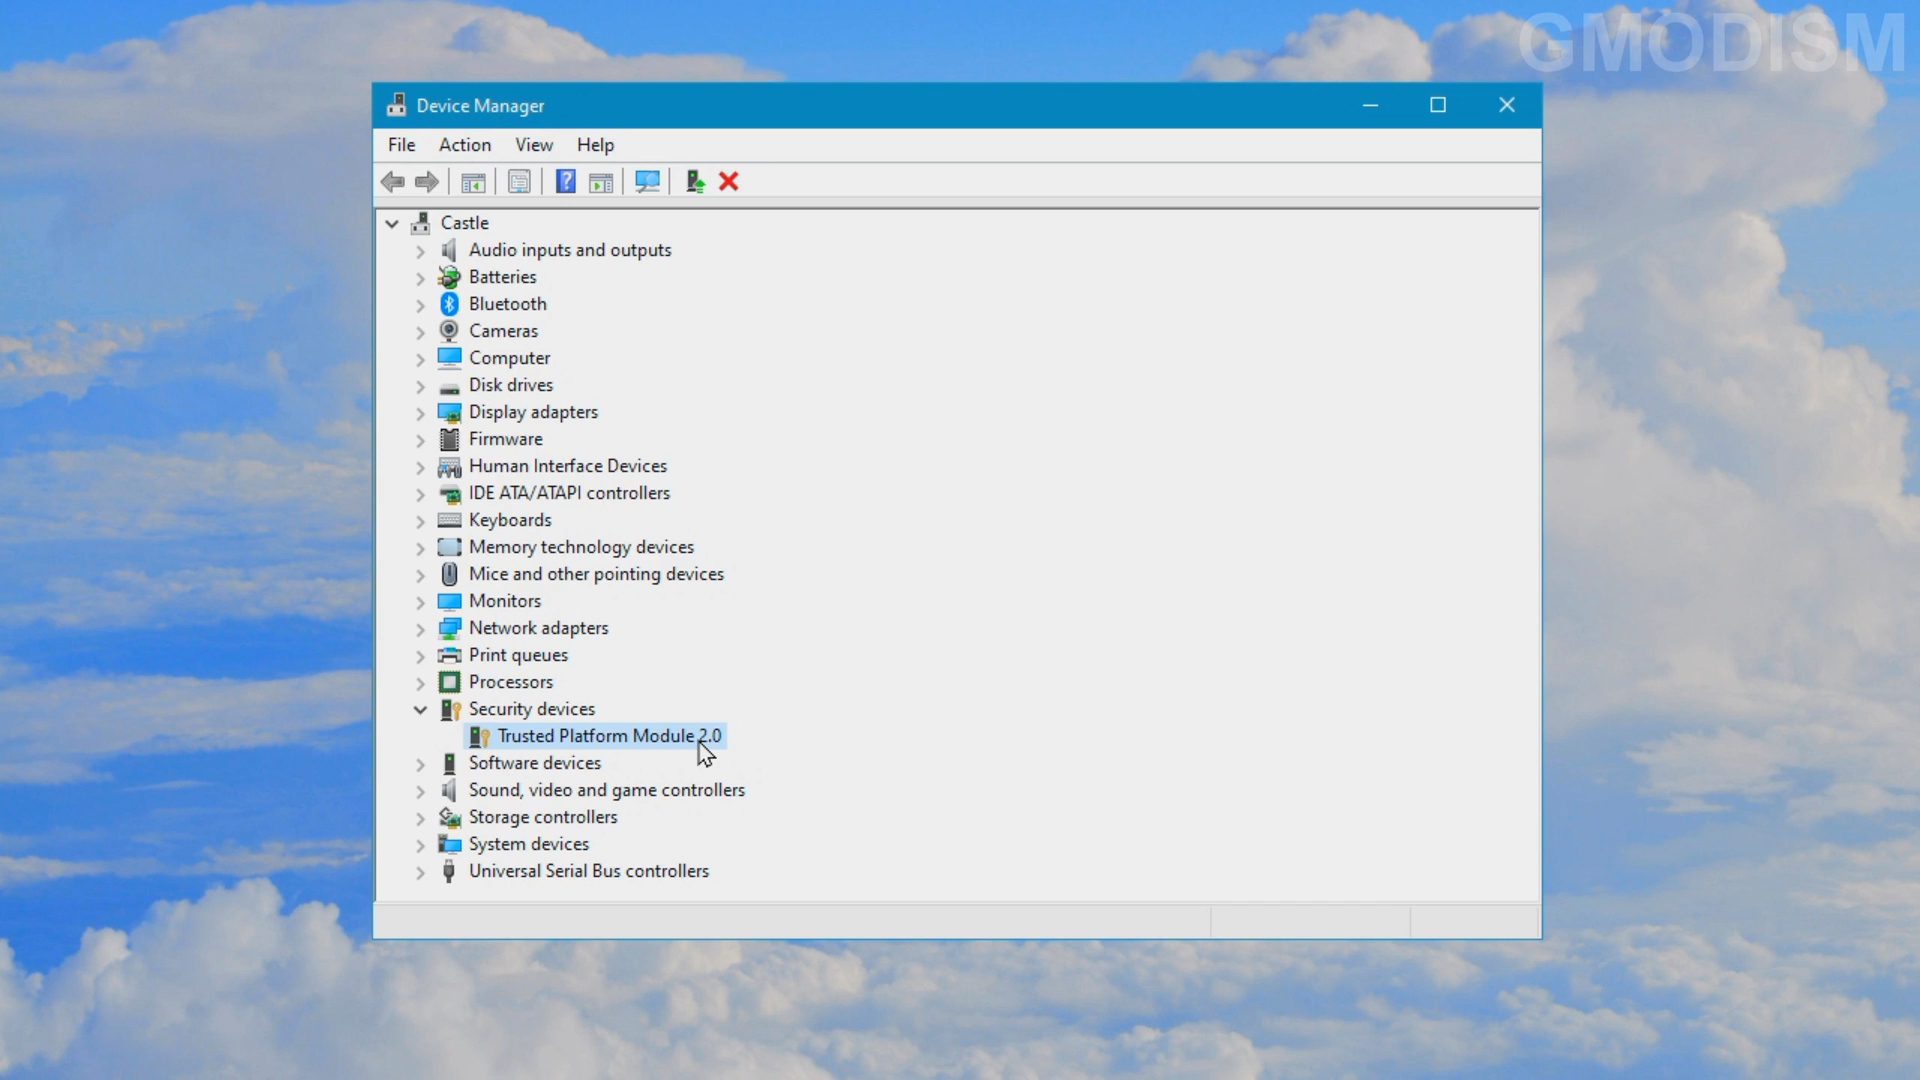 GMODISM
Device Manager
File Action View Help
Castle
Audio inputs and outputs
Batteries
Bluetooth
Cameras
Computer
Disk drives
Display adapters
Firmware
Human Interface Devices
IDE ATA/ATAPI controllers
Keyboards
Memory technology devices
Mice and other pointing devices
Monitors
Network adapters
Print queues
Processors
Security devices
Trusted Platform Module 2.0
Software devices
Sound, video and game controllers
Storage controllers
System devices
Universal Serial Bus controllers